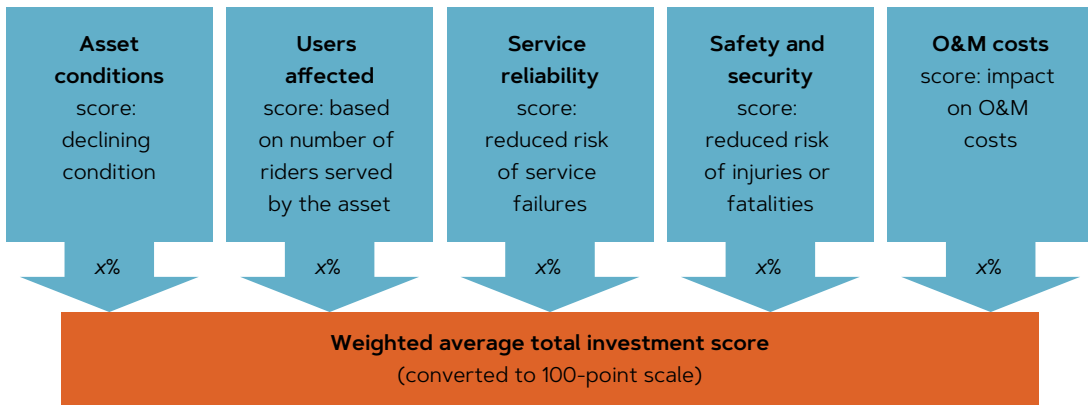 Asset
conditions
score:
declining
condition
Users
affected
score: based
on number of
riders served
by the asset
Service
reliability
score:
reduced risk
of service
failures
Safety and
security
score:
reduced risk
of injuries or
fatalities
O&M costs
score: impact
on O&M
costs
x%
x%
x%
x%
x%
Weighted average total investment score
(converted to 100-point scale)